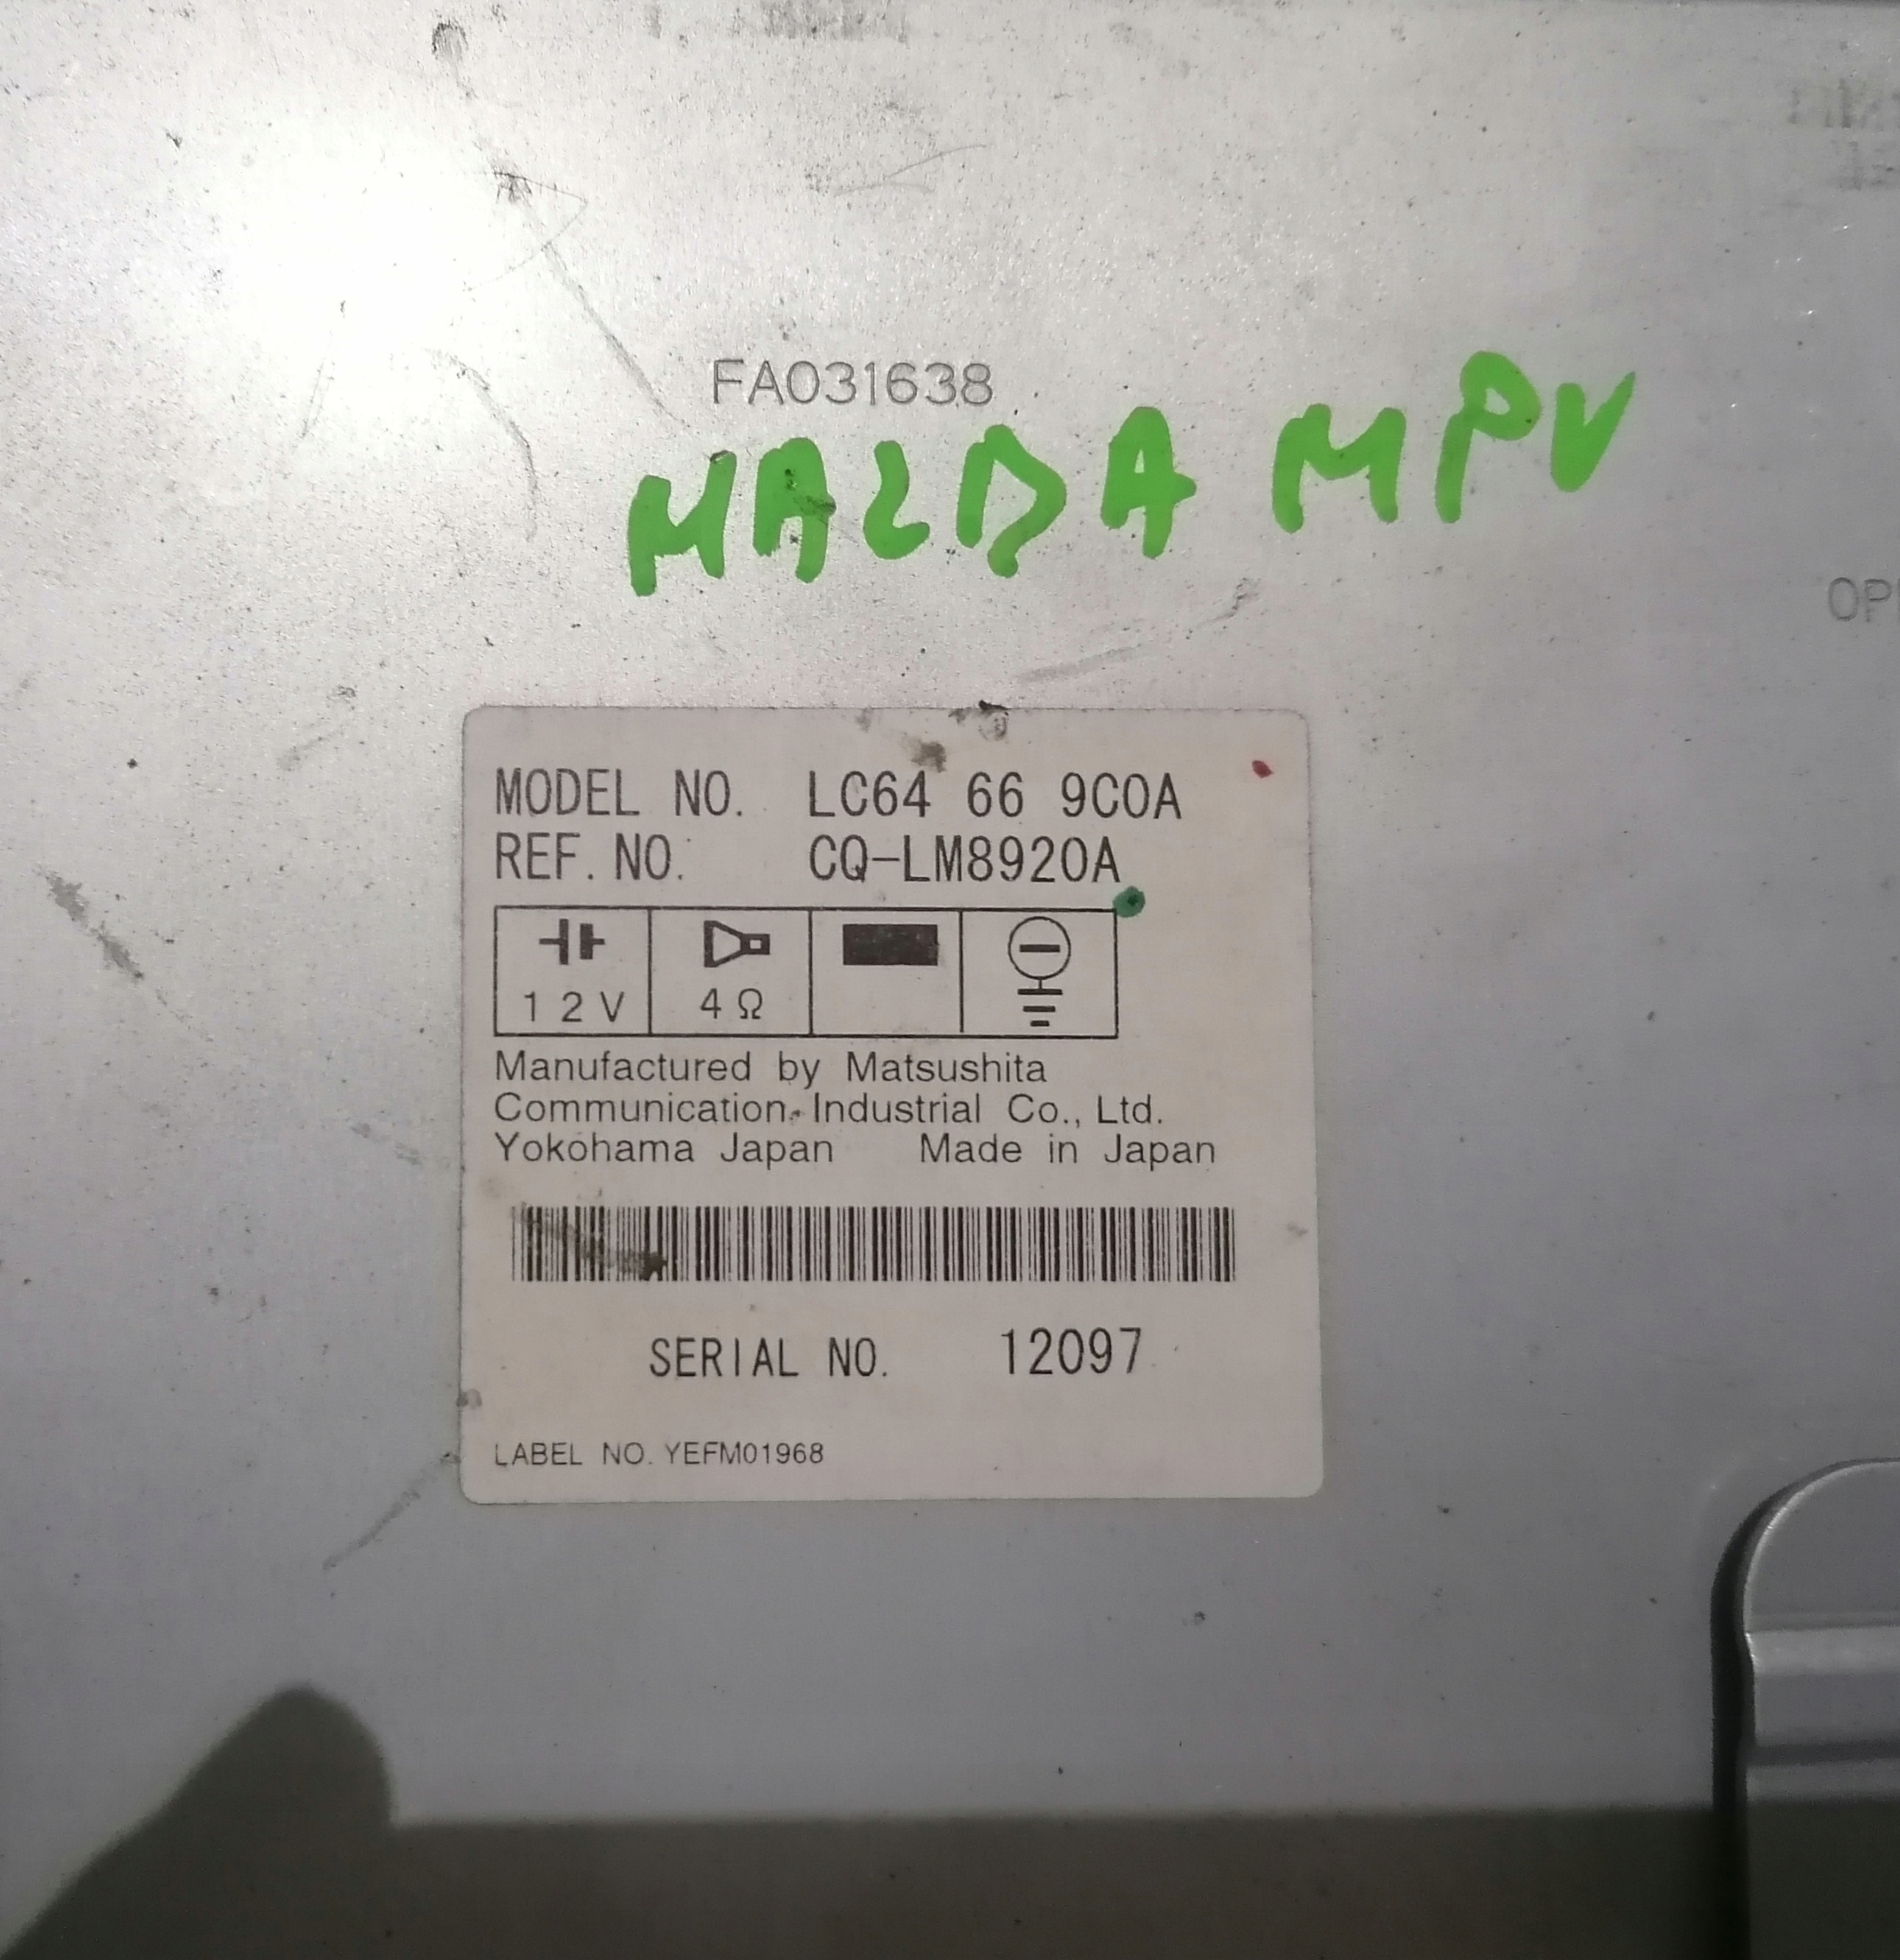 FA031638
MAZDA MPV
OP
MODEL NO. LC64 66 9C0A
REF. NO. CQ-LM8920A
12V 4Ω
Manufactured by Matsushita
Communication Industrial Co., Ltd.
Yokohama Japan Made in Japan
SERIAL NO. 12097
LABEL NO. YEFM01968